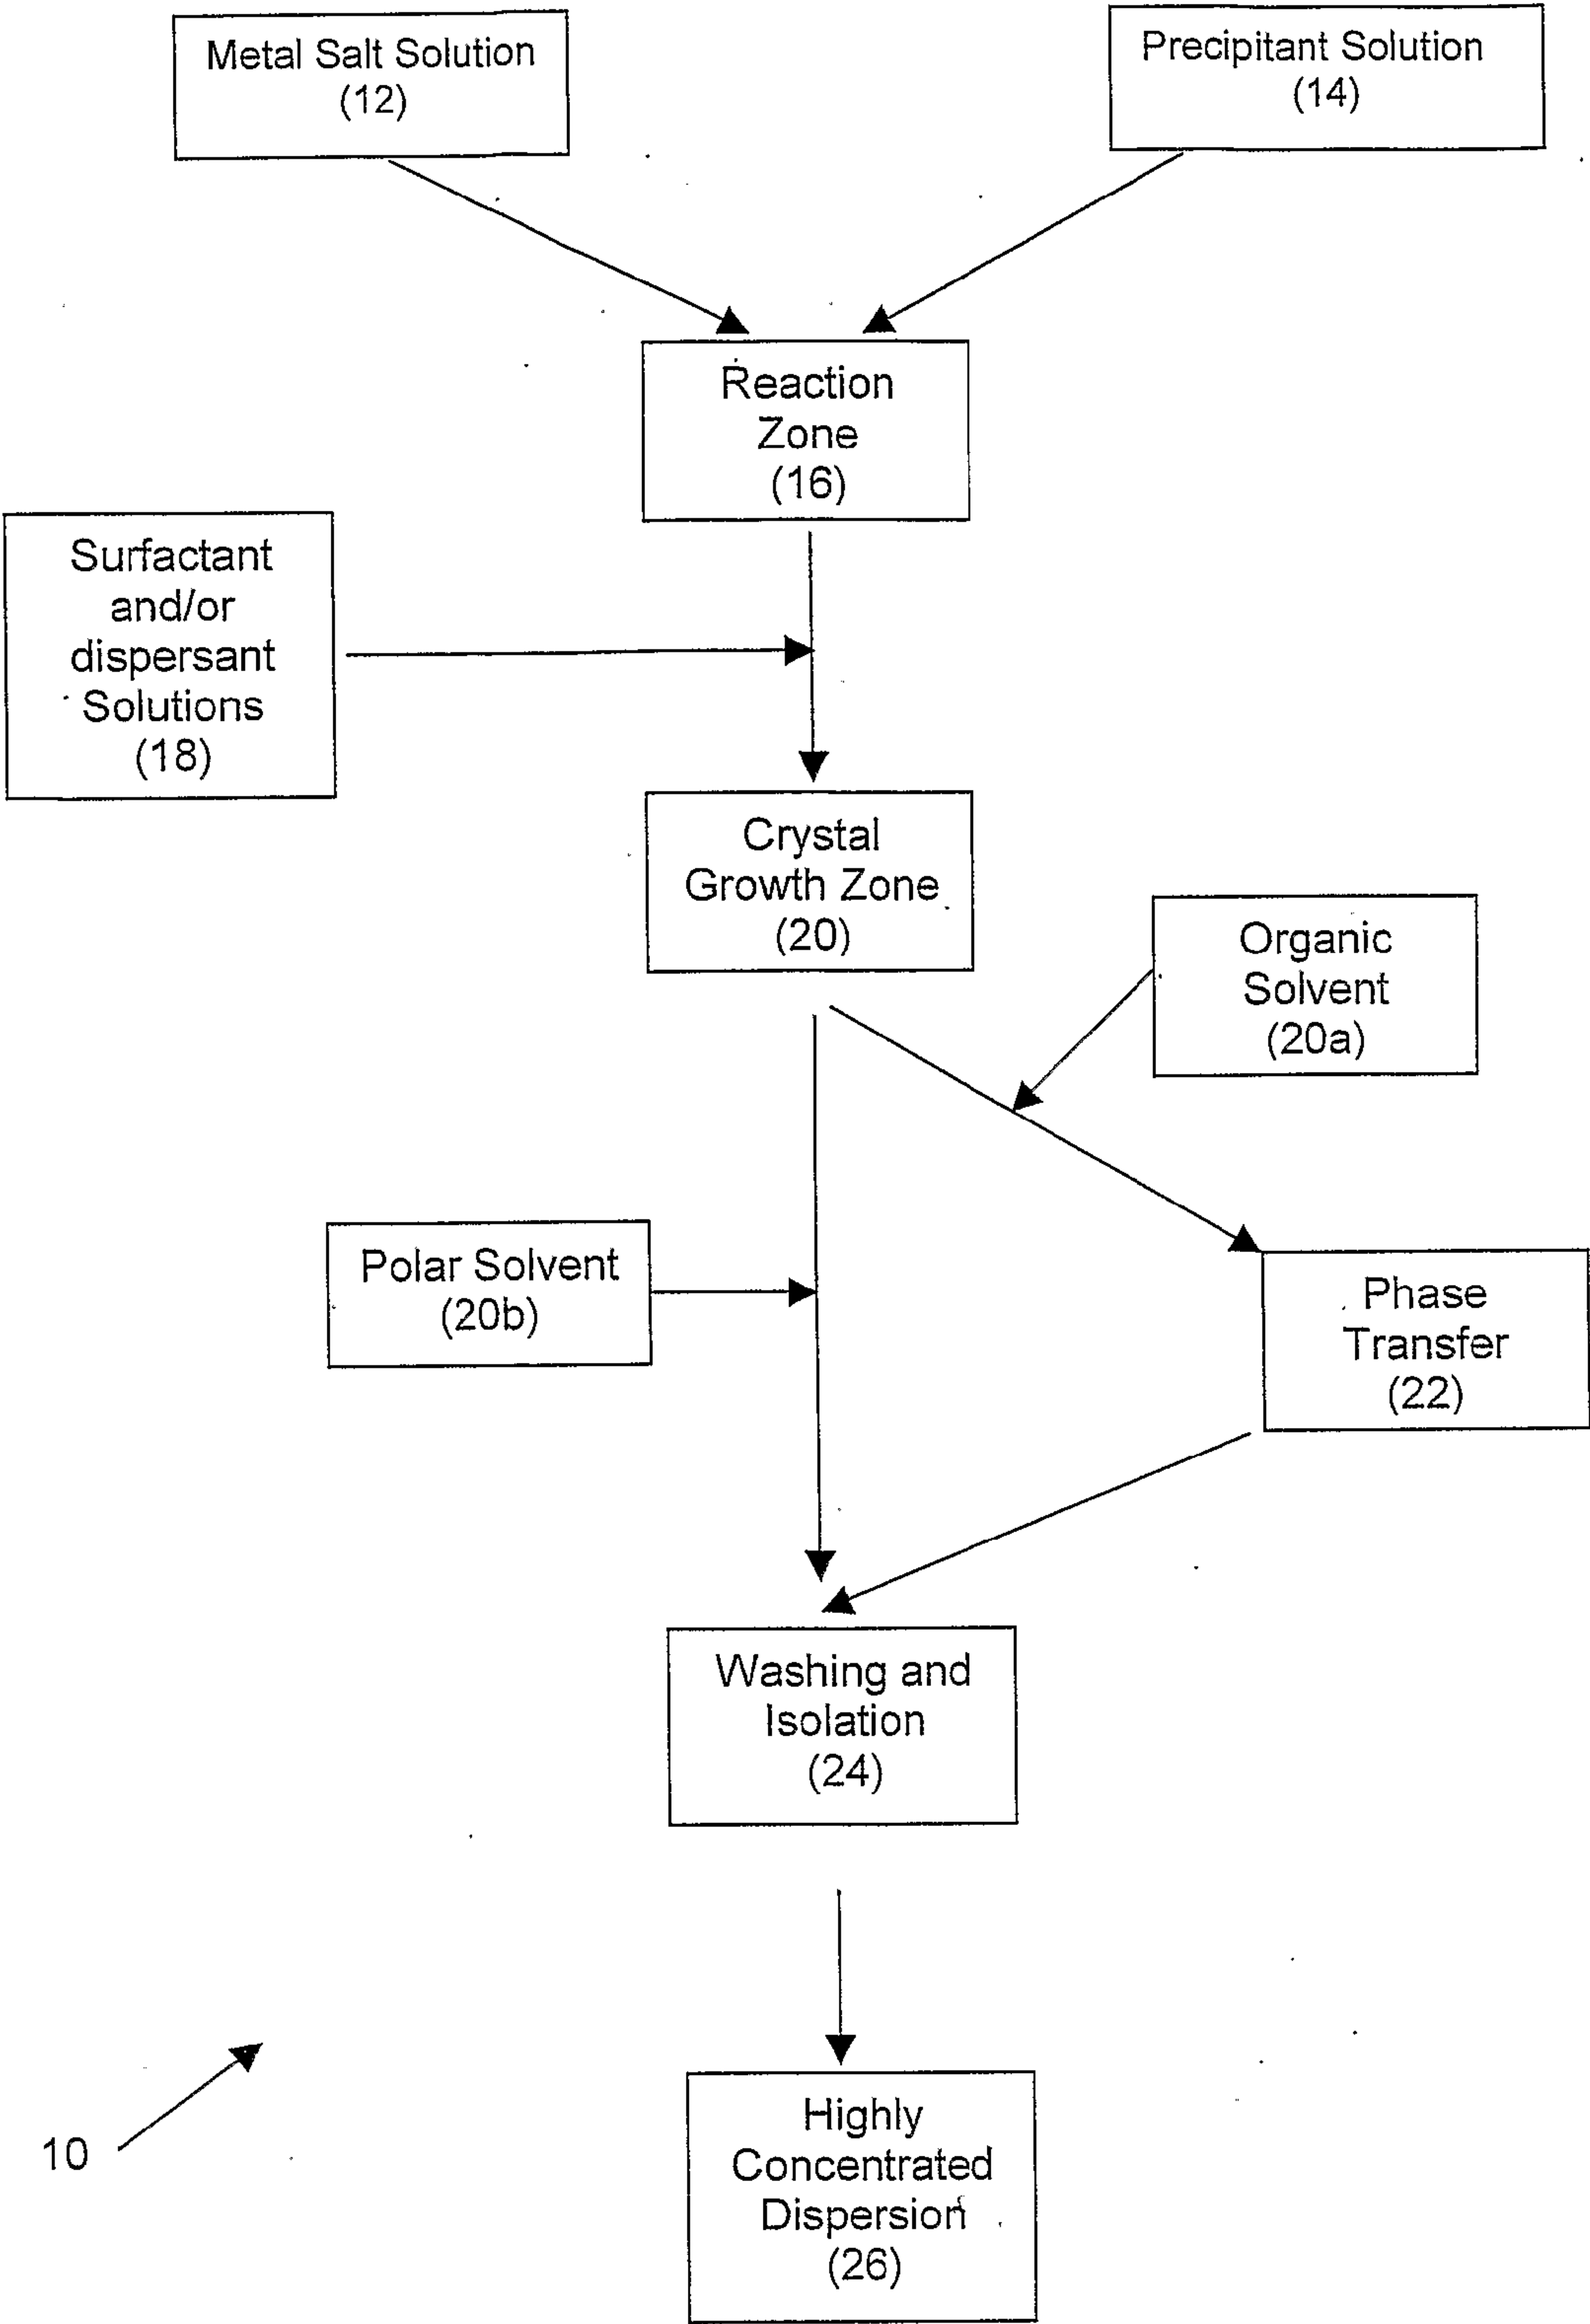 Metal Salt Solution
(12)
Precipitant Solution
(14)
Reaction
Zone
(16)
Surfactant
and/or
dispersant
Solutions
(18)
Crystal
Growth Zone
(20)
Organic
Solvent
(20a)
Polar Solvent
(20b)
Phase
Transfer
(22)
Washing and
Isolation
(24)
Highly
Concentrated
Dispersion
(26)
10